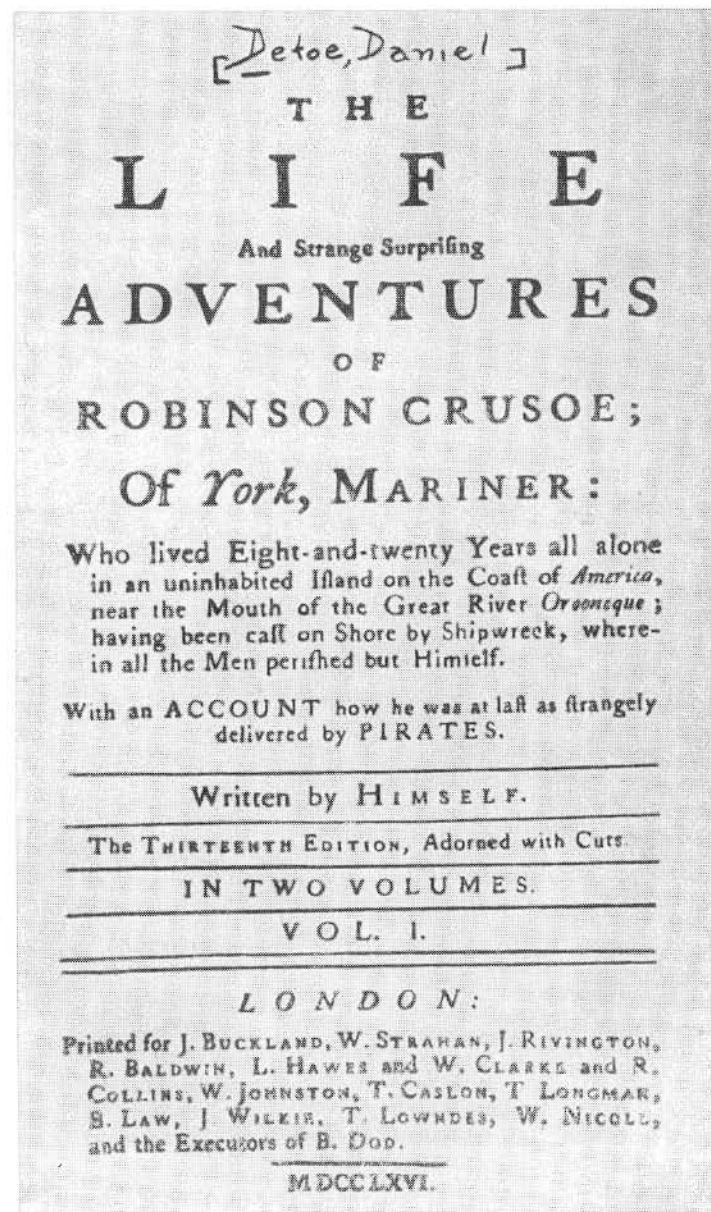 [Defoe, Daniel]
THE
LIFE
And Strange Surpriſing
ADVENTURES
OF
ROBINSON CRUSOE;
Of York, MARINER:
Who lived Eight-and-twenty Years all alone
in an uninhabited Iſland on the Coaſt of America,
near the Mouth of the Great River Oroonoque;
having been caſt on Shore by Shipwreck, where-
in all the Men periſhed but Himſelf.
With an ACCOUNT how he was at laſt as ſtrangely
delivered by PIRATES.
Written by HIMSELF.
The THIRTEENTH EDITION, Adorned with Cuts
IN TWO VOLUMES.
VOL. I.
LONDON:
Printed for J. BUCKLAND, W. STRAHAN, J. RIVINGTON,
R. BALDWIN, L. HAWES and W. CLARKE and R.
COLLINS, W. JOHNSTON, T. CASLON, T LONGMAN,
B. LAW, J WILKIE, T. LOWNDES, W. NICOLL,
and the Executors of B. DOD.
MDCCLXVI.